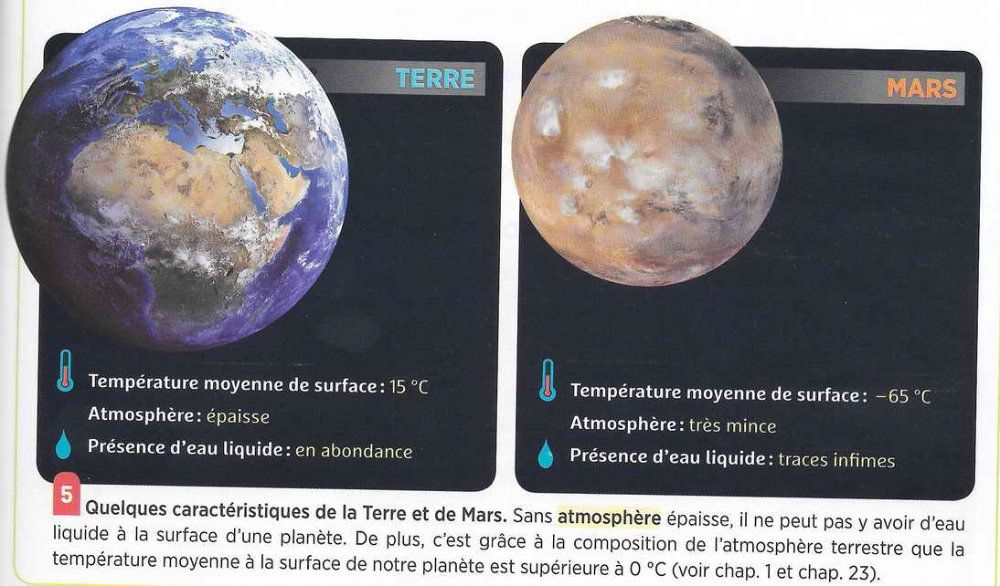 TERRE
Température moyenne de surface : 15 °C
Atmosphère : épaisse
Présence d'eau liquide : en abondance
MARS
Température moyenne de surface : –65 °C
Atmosphère : très mince
Présence d'eau liquide : traces infimes
5
Quelques caractéristiques de la Terre et de Mars. Sans atmosphère épaisse, il ne peut pas y avoir d'eau
liquide à la surface d'une planète. De plus, c'est grâce à la composition de l'atmosphère terrestre que la
température moyenne à la surface de notre planète est supérieure à 0 °C (voir chap. 1 et chap. 23).